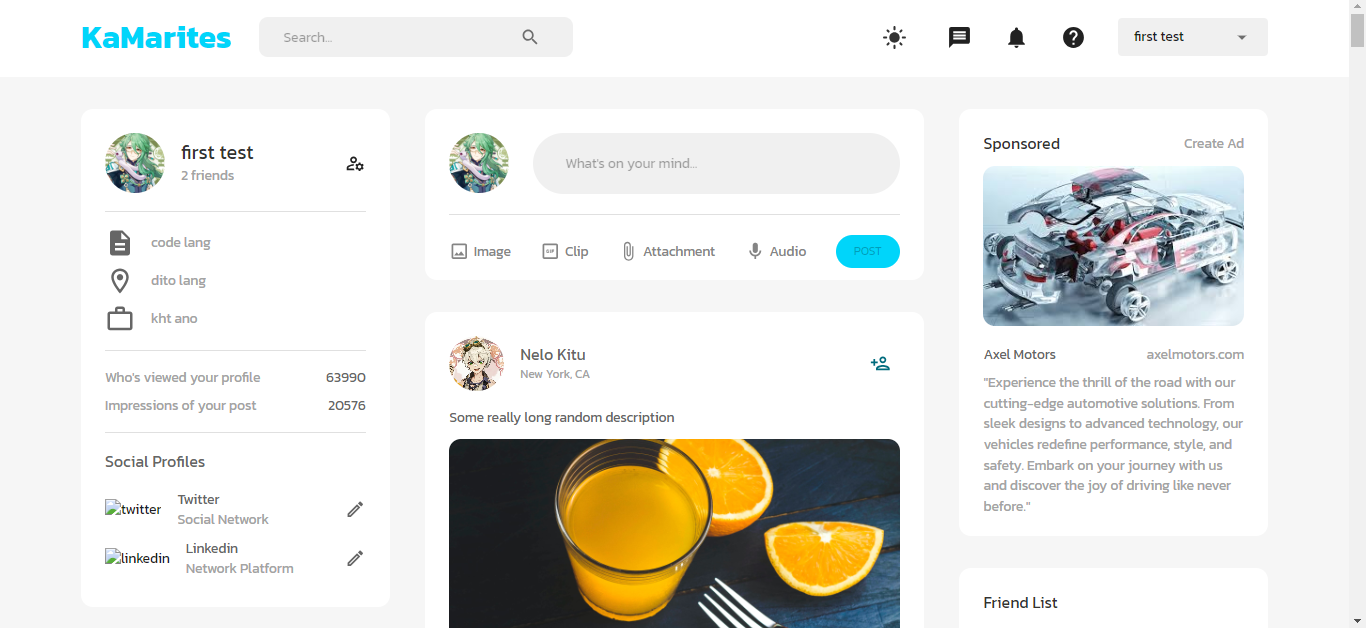 KaMarites
Search...
first test
first test
2 friends
code lang
dito lang
kht ano
Who's viewed your profile 63990
Impressions of your post 20576
Social Profiles
twitter
Twitter
Social Network
linkedin
Linkedin
Network Platform
What's on your mind...
Image
GIF
Clip
Attachment
Audio
POST
Nelo Kitu
New York, CA
Some really long random description
Sponsored Create Ad
Axel Motors axelmotors.com
"Experience the thrill of the road with our
cutting-edge automotive solutions. From
sleek designs to advanced technology, our
vehicles redefine performance, style, and
safety. Embark on your journey with us
and discover the joy of driving like never
before."
Friend List